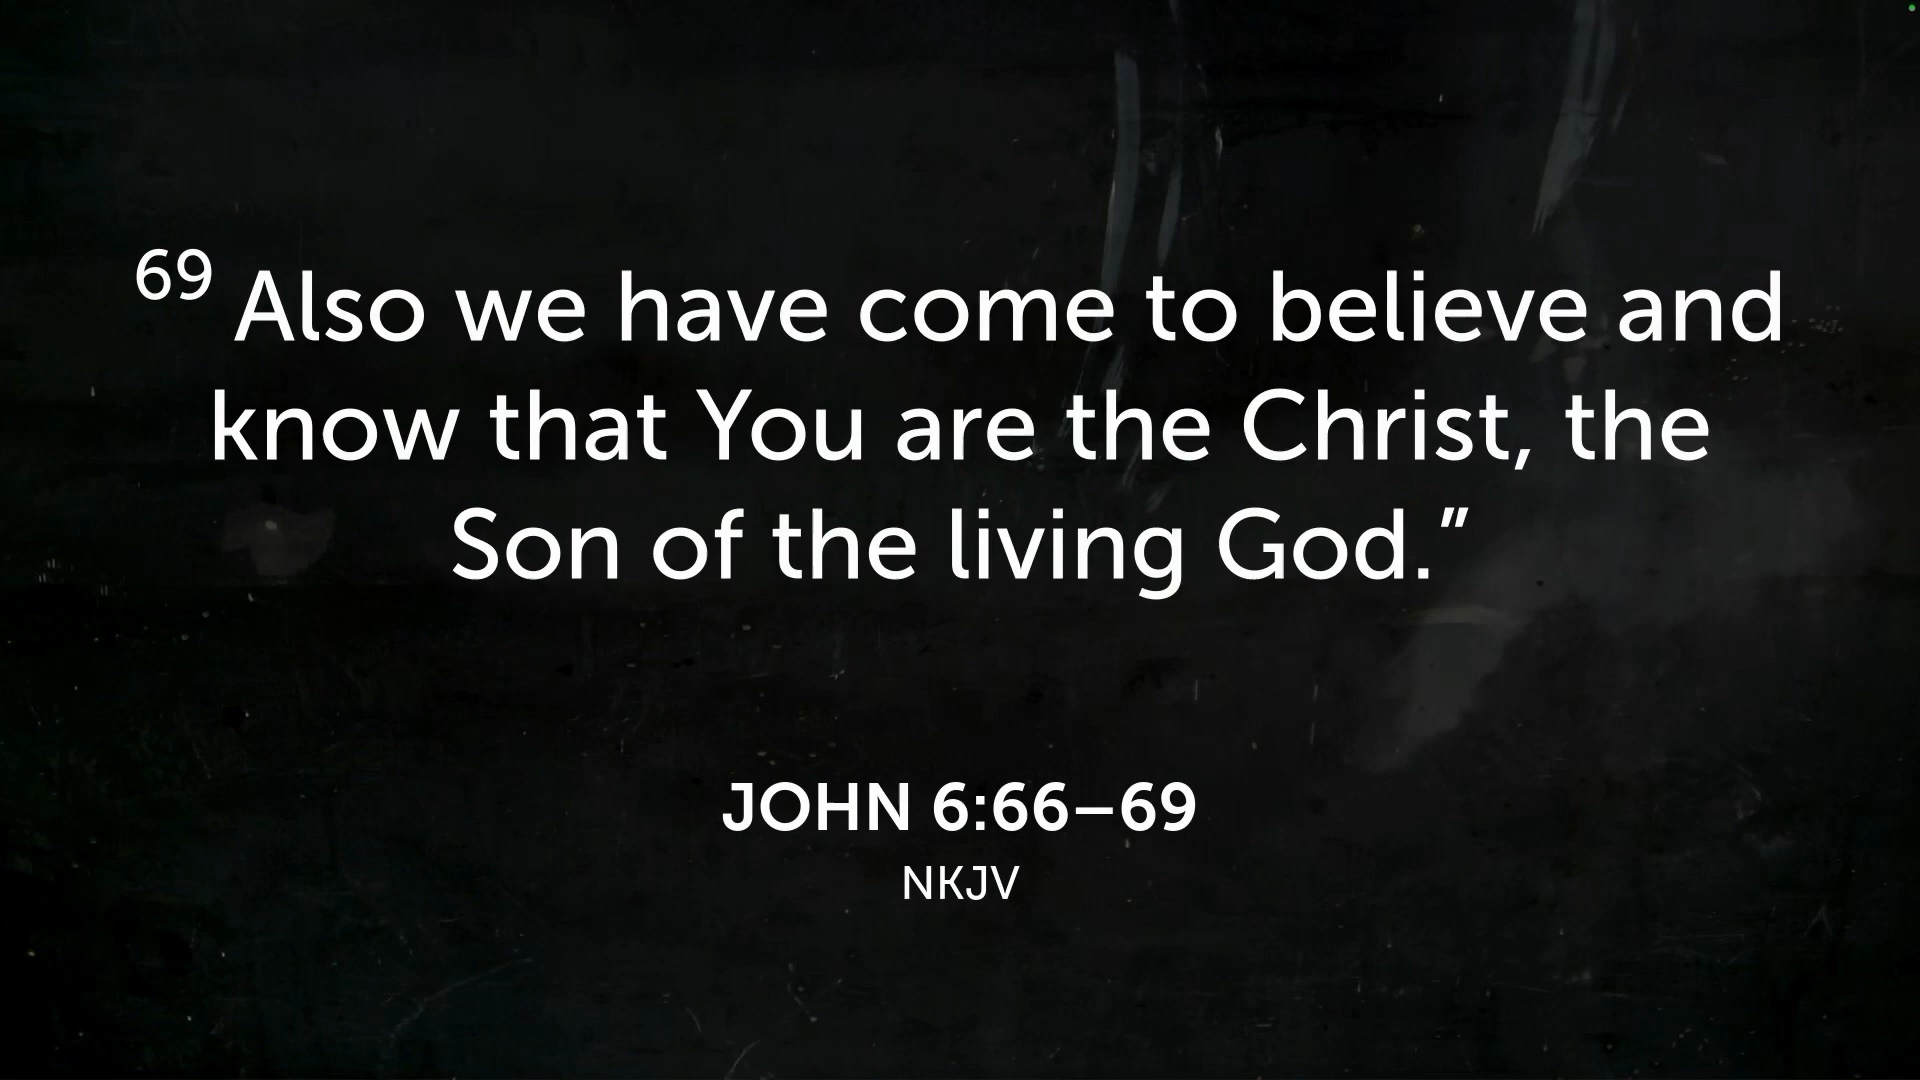 69 Also we have come to believe and
know that You are the Christ, the
Son of the living God.”
JOHN 6:66–69
NKJV